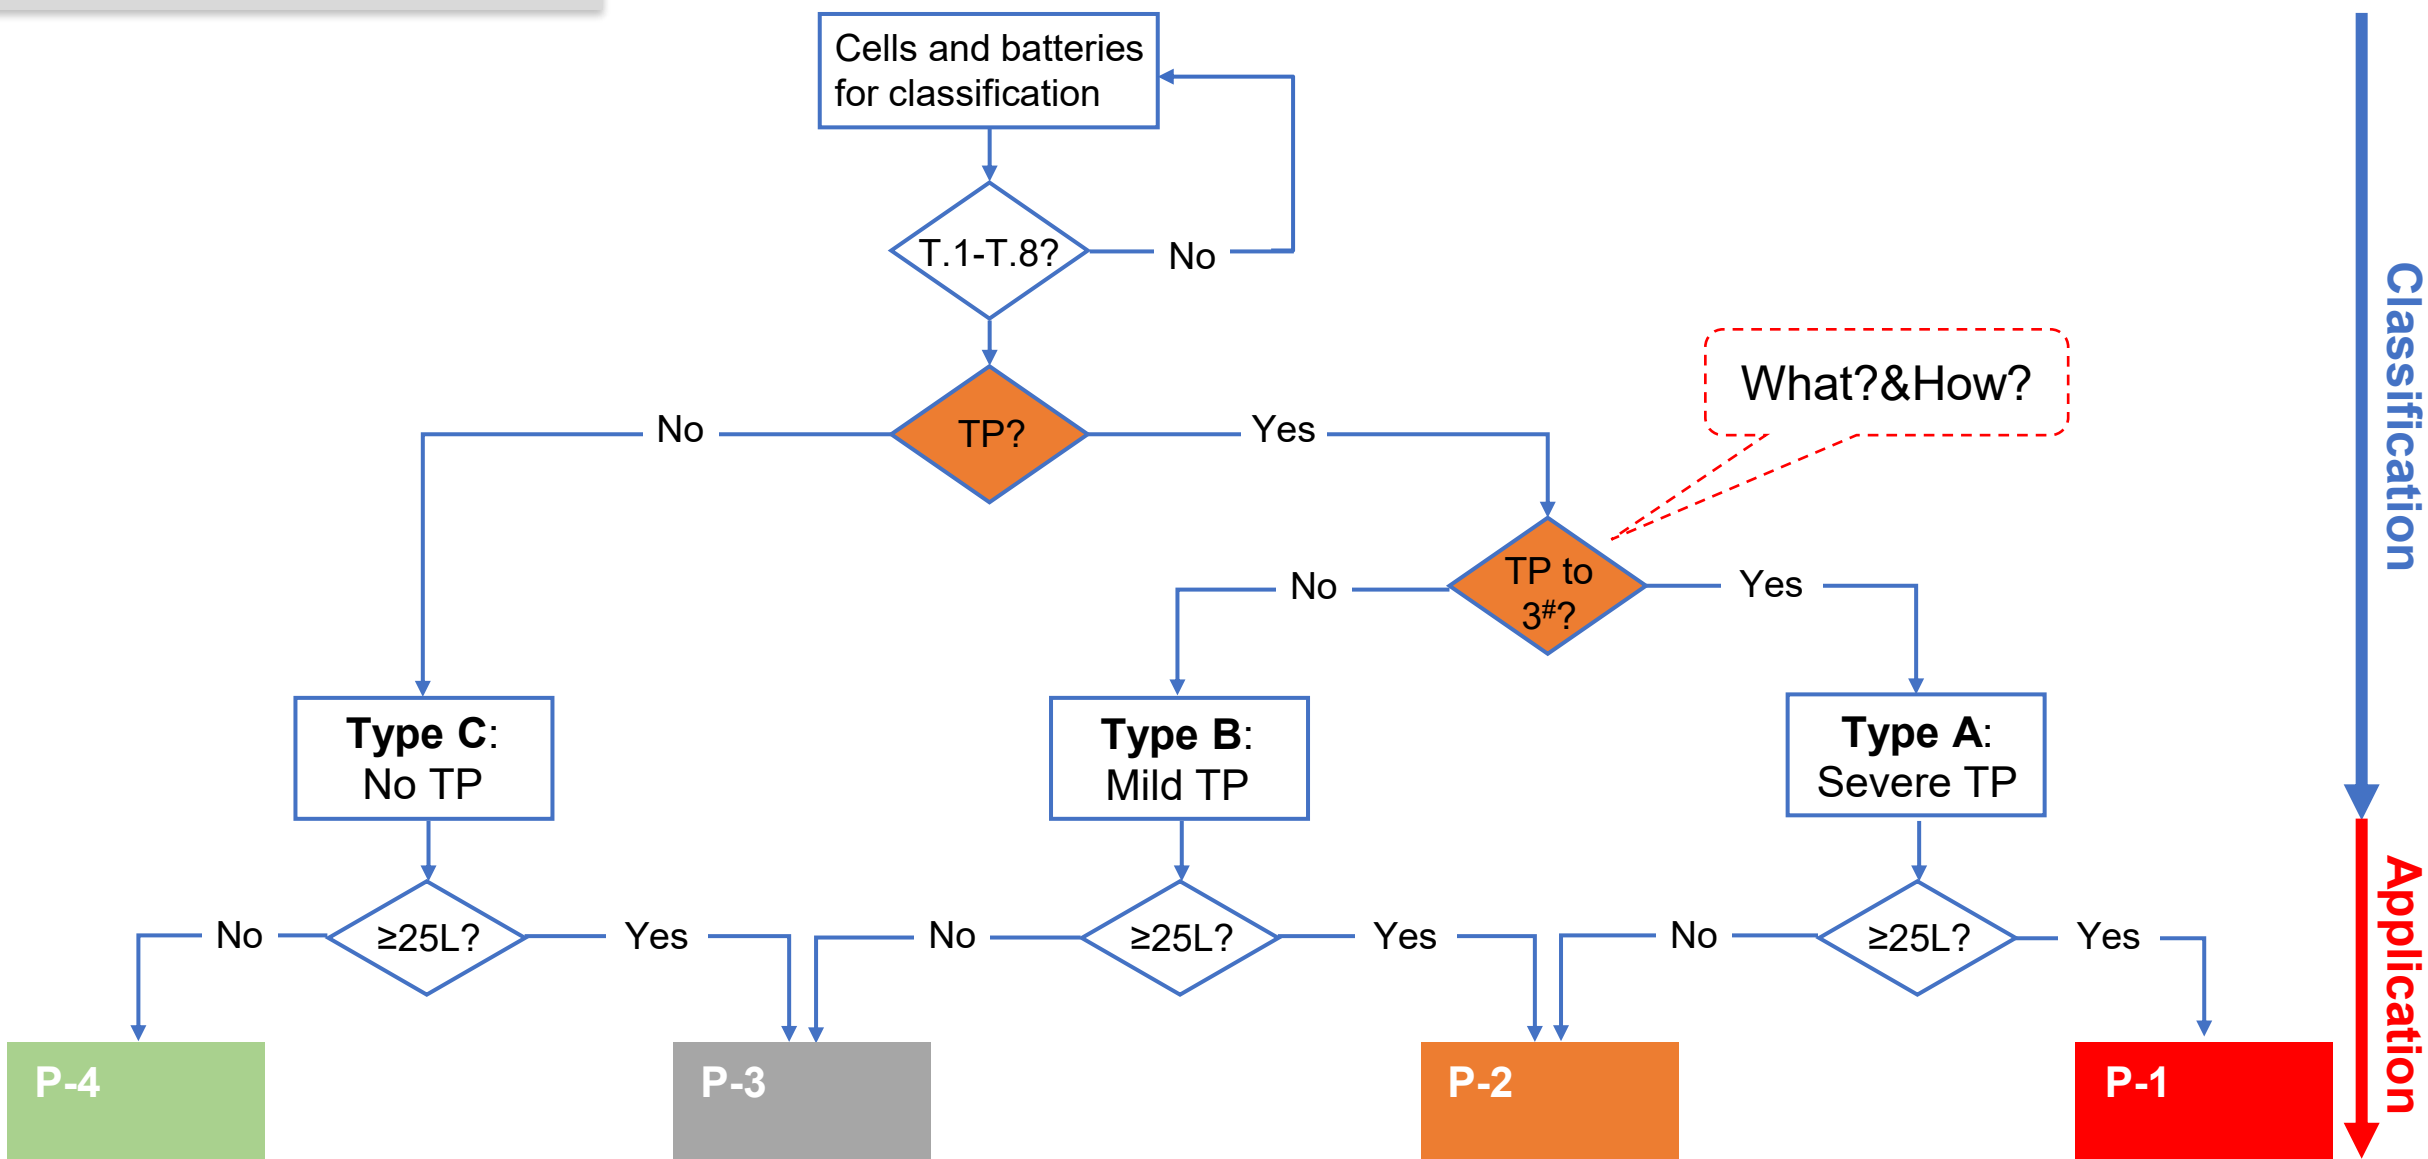 Cells and batteries
for classification
T.1-T.8?
No
What?&How?
No
TP?
Yes
TP to
3#?
No
Yes
Type C:
No TP
Type B:
Mild TP
Type A:
Severe TP
No
≥25L?
Yes
No
≥25L?
Yes
No
≥25L?
Yes
P-4
P-3
P-2
P-1
Classification
Application